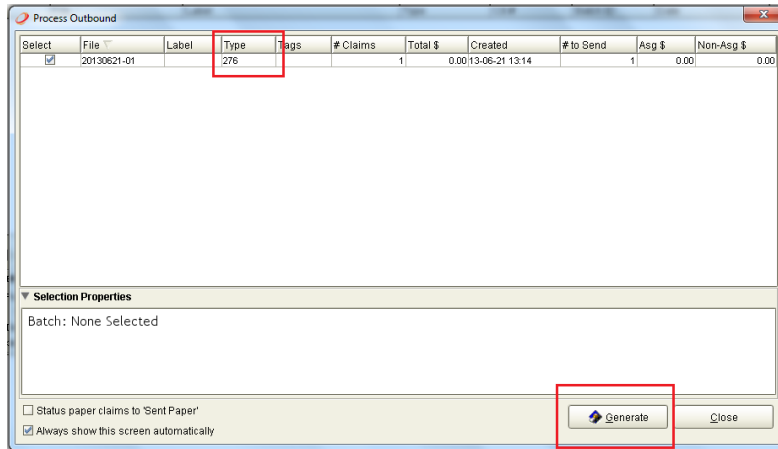 Process Outbound
Select File Label Type Tags # Claims Total $ Created # to Send Asg $ Non-Asg $
20130621-01 276 1 0.00 13-06-21 13:14 1 0.00 0.00
Selection Properties
Batch: None Selected
Status paper claims to 'Sent Paper'
Always show this screen automatically
Generate
Close